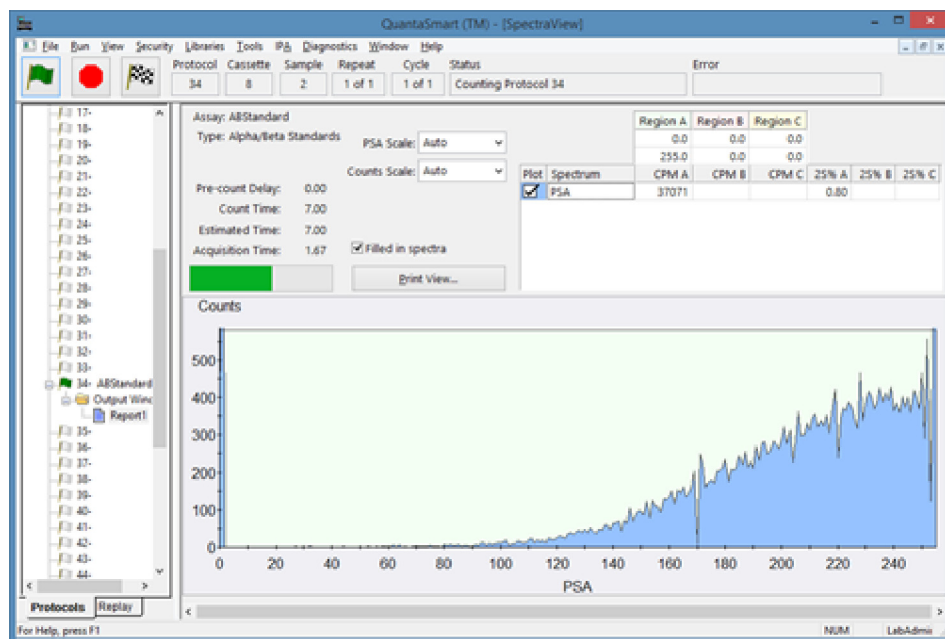 QuantaSmart (TM) - [SpectraView]
File Run View Security Libraries Tools IPA Diagnostics Window Help
Protocol Cassette Sample Repeat Cycle Status Error
34 8 2 1 of 1 1 of 1 Counting Protocol 34
17-
18-
19-
20-
21-
22-
23-
24-
25-
26-
27-
28-
29-
30-
31-
32-
33-
34- ABStandard
Output Winc
Report1
35-
36-
37-
38-
39-
40-
41-
42-
43-
44-
Protocols Replay
Assay: ABStandard
Type: Alpha/Beta Standards
PSA Scale: Auto
Counts Scale: Auto
Pre-count Delay: 0.00
Count Time: 7.00
Estimated Time: 7.00
Acquisition Time: 1.67
Filled in spectra
Print View...
Region A Region B Region C
0.0 0.0 0.0
255.0 0.0 0.0
Plot Spectrum CPM A CPM B CPM C 2S% A 2S% B 2S% C
PSA 37071 0.80
Counts
500
400
300
200
100
0
0 20 40 60 80 100 120 140 160 180 200 220 240
PSA
For Help, press F1 NUM LabAdmir